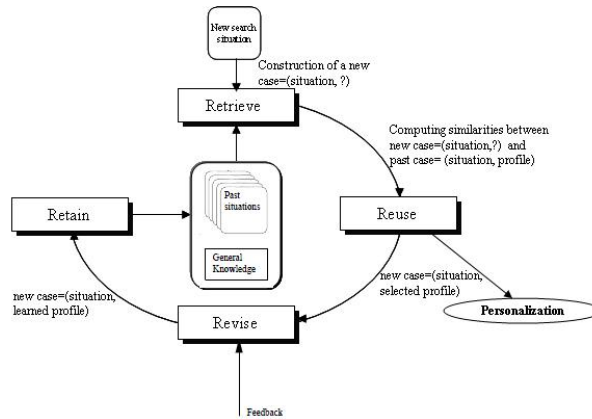 New search
situation
Construction of a new
case=(situation, ?)
Retrieve
Computing similarities between
new case=(situation,?) and
past case= (situation, profile)
Past
situations
Retain
Reuse
General
Knowledge
new case=(situation,
selected profile)
new case=(situation,
learned profile)
Personalization
Revise
Feedback